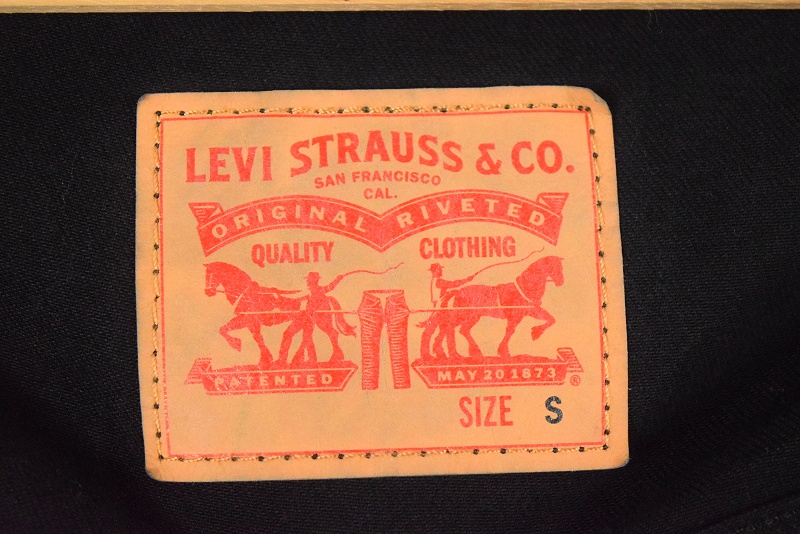 LEVI STRAUSS & CO.
SAN FRANCISCO
CAL.
ORIGINAL RIVETED
QUALITY CLOTHING
PATENTED MAY 20 1873 ®
SIZE S